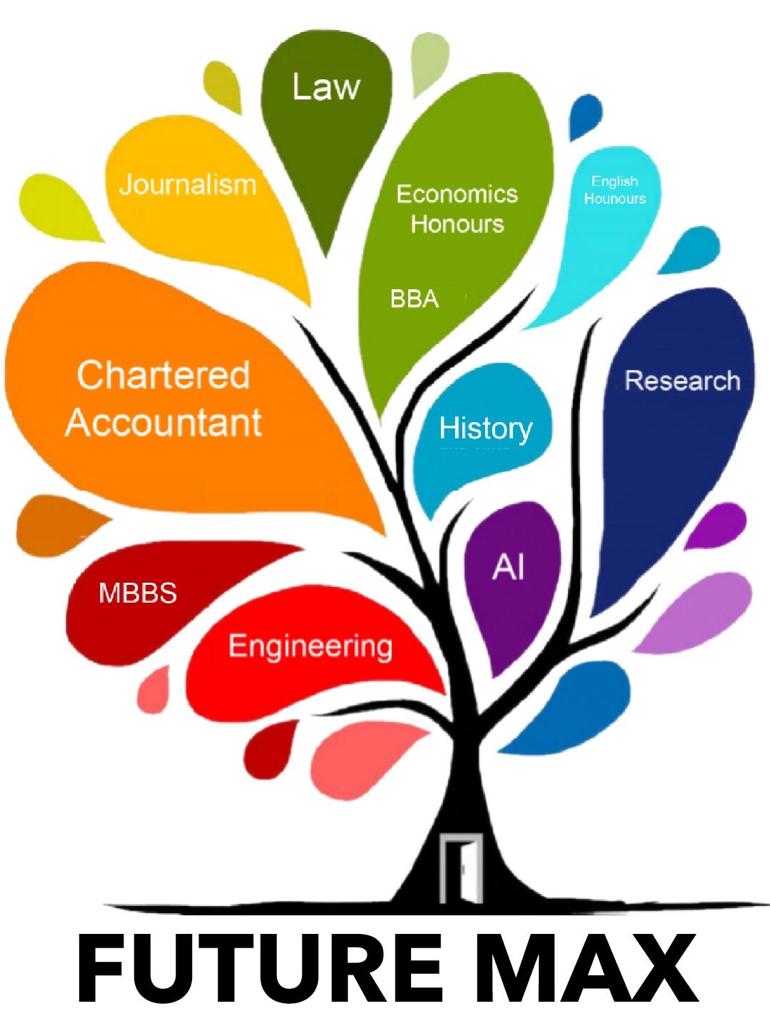 Law
Journalism
Economics
Honours
BBA
English
Hounours
Chartered
Accountant
Research
History
AI
MBBS
Engineering
FUTURE MAX